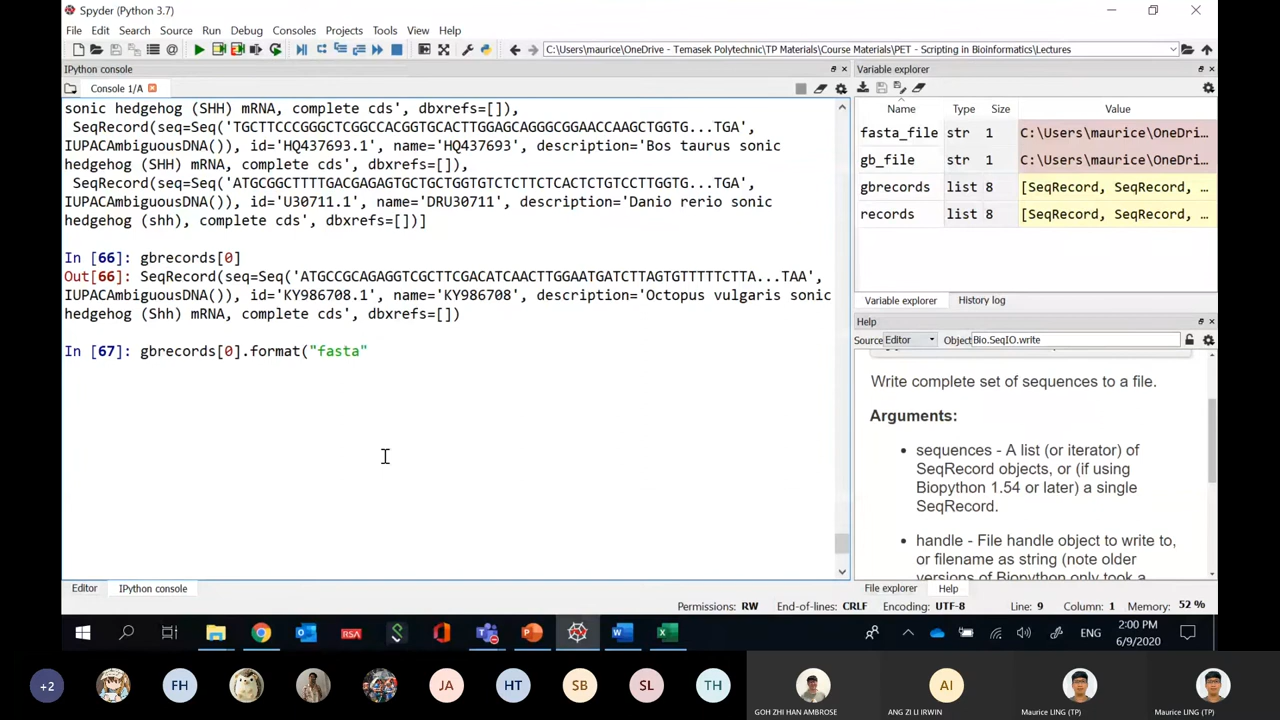 Spyder (Python 3.7)
File Edit Search Source Run Debug Consoles Projects Tools View Help
C:\Users\maurice\OneDrive - Temasek Polytechnic\TP Materials\Course Materials\PET - Scripting in Bioinformatics\Lectures
IPython console
Console 1/A
sonic hedgehog (SHH) mRNA, complete cds', dbxrefs=[]),
SeqRecord(seq=Seq('TGCTTCCCGGGCTCGGCCACGGTGCACTTGGAGCAGGGCGGAACCAAGCTGGTG...TGA',
IUPACAmbiguousDNA()), id='HQ437693.1', name='HQ437693', description='Bos taurus sonic
hedgehog (SHH) mRNA, complete cds', dbxrefs=[]),
SeqRecord(seq=Seq('ATGCGGCTTTTGACGAGAGTGCTGCTGGTGTCTCTTCTCACTCTGTCCTTGGTG...TGA',
IUPACAmbiguousDNA()), id='U30711.1', name='DRU30711', description='Danio rerio sonic
hedgehog (shh), complete cds', dbxrefs=[])]
In [66]: gbrecords[0]
Out[66]: SeqRecord(seq=Seq('ATGCCGCAGAGGTCGCTTCGACATCAACTTGGAATGATCTTAGTGTTTTTCTTA...TAA',
IUPACAmbiguousDNA()), id='KY986708.1', name='KY986708', description='Octopus vulgaris sonic
hedgehog (Shh) mRNA, complete cds', dbxrefs=[])
In [67]: gbrecords[0].format("fasta"
Editor IPython console
Variable explorer
Name Type Size Value
fasta_file str 1 C:\Users\maurice\OneDri...
gb_file str 1 C:\Users\maurice\OneDri...
gbrecords list 8 [SeqRecord, SeqRecord, ...
records list 8 [SeqRecord, SeqRecord, ...
Variable explorer History log
Help
Source Editor Object Bio.SeqIO.write
Write complete set of sequences to a file.
Arguments:
• sequences - A list (or iterator) of
SeqRecord objects, or (if using
Biopython 1.54 or later) a single
SeqRecord.
• handle - File handle object to write to,
or filename as string (note older
versions of Biopython only took a
File explorer Help
Permissions: RW End-of-lines: CRLF Encoding: UTF-8 Line: 9 Column: 1 Memory: 52 %
RSA
ENG
2:00 PM
6/9/2020
+2 FH JA HT SB SL TH AI
GOH ZHI HAN AMBROSE ANG ZI LI IRWIN Maurice LING (TP) Maurice LING (TP)